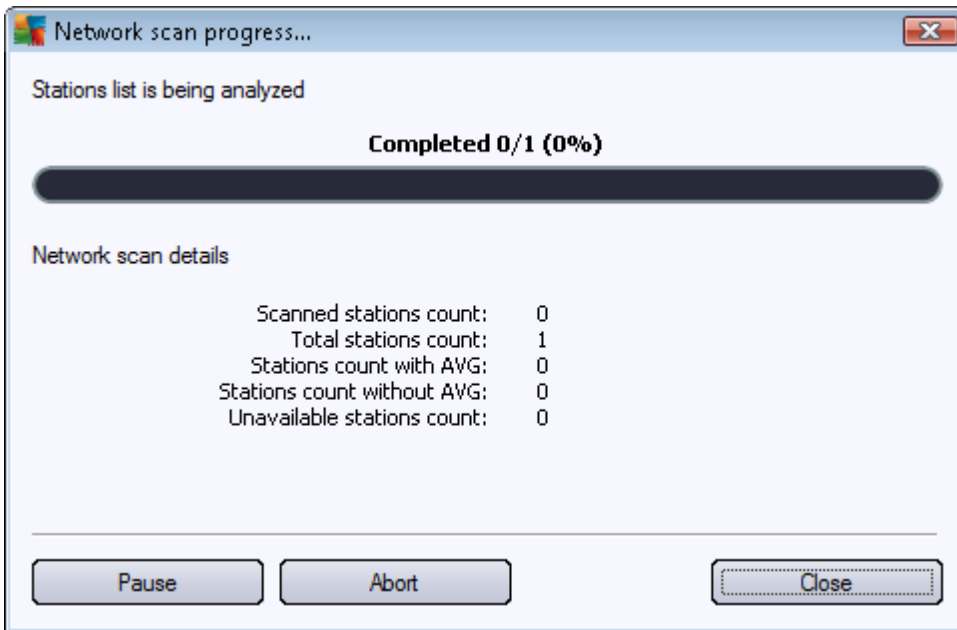 Network scan progress...
Stations list is being analyzed
Completed 0/1 (0%)
Network scan details
Scanned stations count: 0
Total stations count: 1
Stations count with AVG: 0
Stations count without AVG: 0
Unavailable stations count: 0
Pause Abort Close